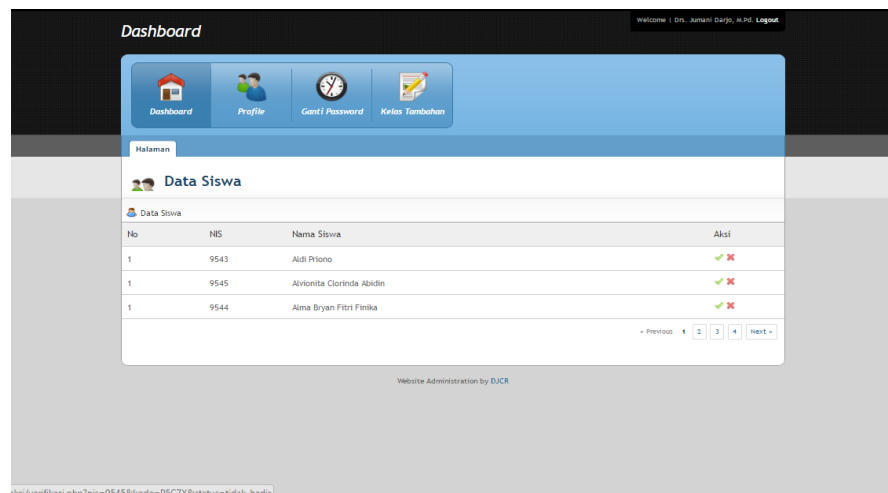 Dashboard
Welcome | Drs. Jumani Darjo, M.Pd. Logout
Dashboard Profile Ganti Password Kelas Tambahan
Halaman
Data Siswa
Data Siswa
No NIS Nama Siswa Aksi
1 9543 Aldi Priono
1 9545 Alvionita Clorinda Abidin
1 9544 Alma Bryan Fitri Finika
« Previous 1 2 3 4 Next »
Website Administration by DJCR